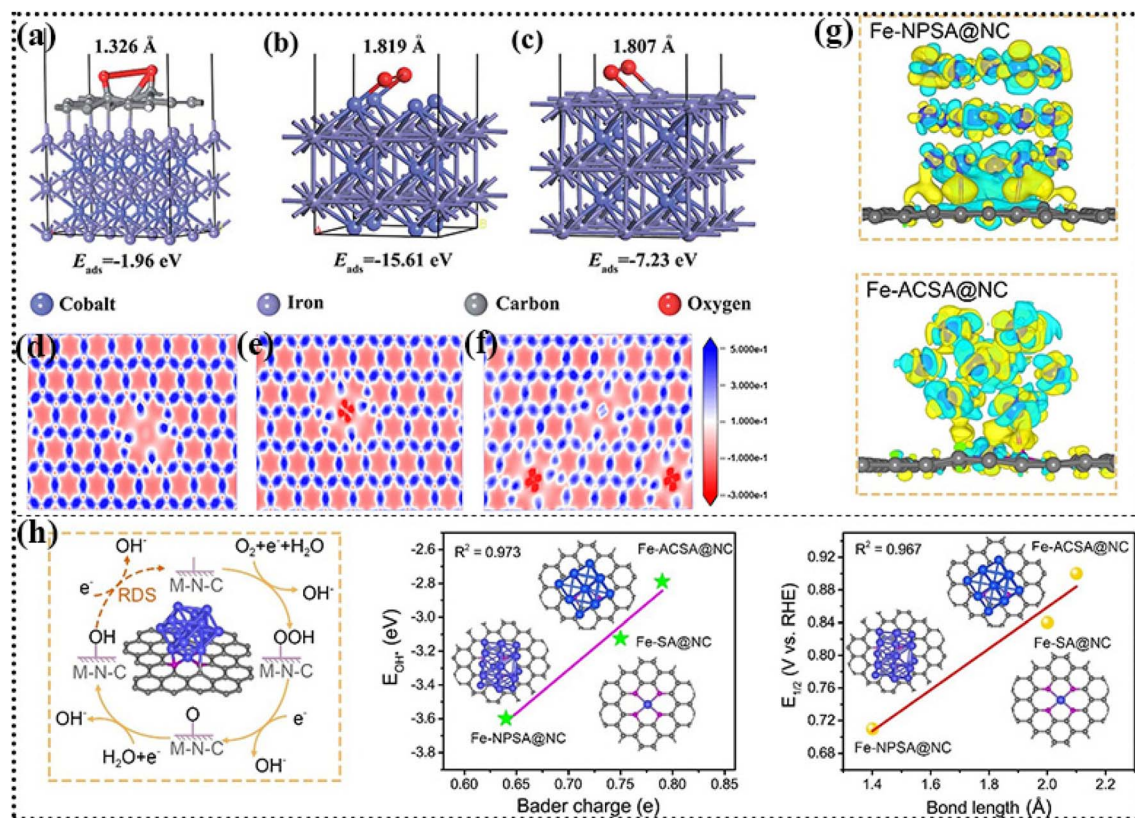 (a)
1.326 Å
E_ads=-1.96 eV
(b)
1.819 Å
E_ads=-15.61 eV
(c)
1.807 Å
E_ads=-7.23 eV
Cobalt
Iron
Carbon
Oxygen
(d)
(e)
(f)
5.000e-1
3.000e-1
1.000e-1
-1.000e-1
-3.000e-1
(g)
Fe-NPSA@NC
Fe-ACSA@NC
(h)
OH⁻
O₂+e⁻+H₂O
e⁻
RDS
M-N-C
OH⁻
OH
M-N-C
OOH
M-N-C
OH⁻
O
M-N-C
e⁻
H₂O+e⁻
OH⁻
R² = 0.973
Fe-ACSA@NC
Fe-SA@NC
Fe-NPSA@NC
E_OH* (eV)
-2.6
-2.8
-3.0
-3.2
-3.4
-3.6
-3.8
0.60 0.65 0.70 0.75 0.80 0.85
Bader charge (e)
R² = 0.967
Fe-ACSA@NC
Fe-SA@NC
Fe-NPSA@NC
E_1/2 (V vs. RHE)
0.92
0.88
0.84
0.80
0.76
0.72
0.68
1.4 1.6 1.8 2.0 2.2
Bond length (Å)